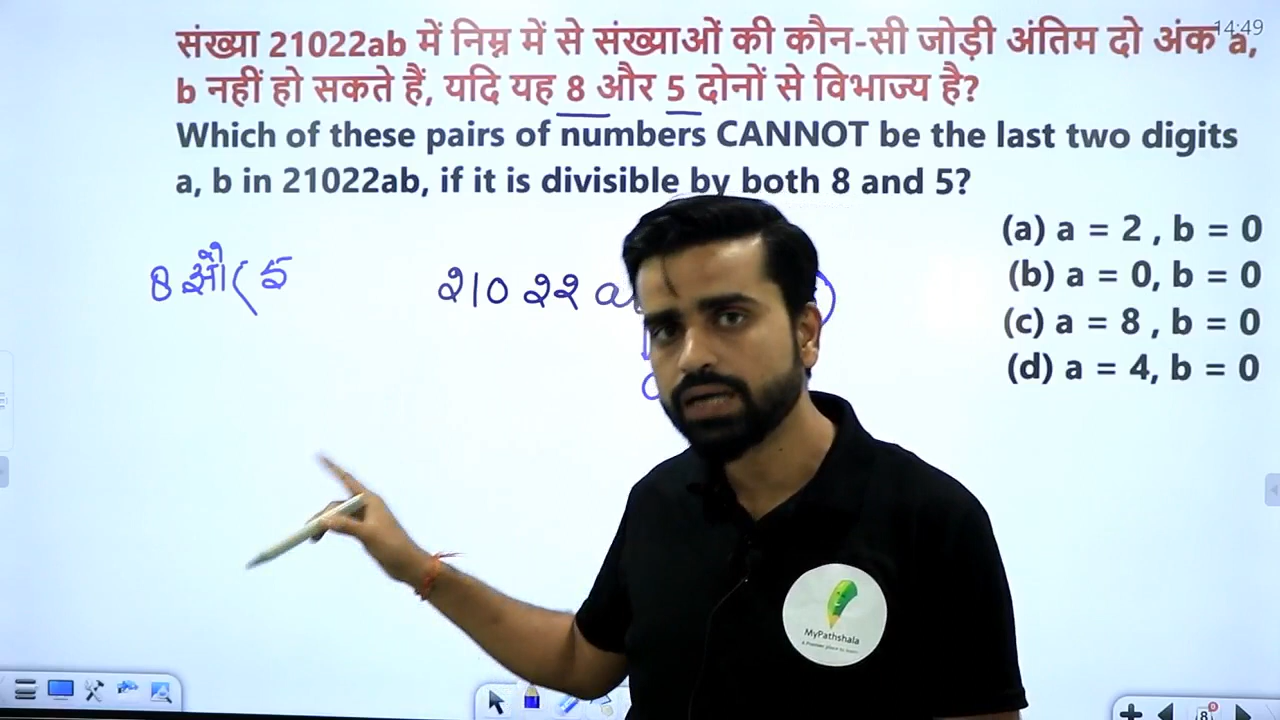 14:49
संख्या 21022ab में निम्न में से संख्याओं की कौन-सी जोड़ी अंतिम दो अंक a,
b नहीं हो सकते हैं, यदि यह 8 और 5 दोनों से विभाज्य है?
Which of these pairs of numbers CANNOT be the last two digits
a, b in 21022ab, if it is divisible by both 8 and 5?
(a) a = 2 , b = 0
(b) a = 0, b = 0
(c) a = 8 , b = 0
(d) a = 4, b = 0
8 और 5
21022a
MyPathshala